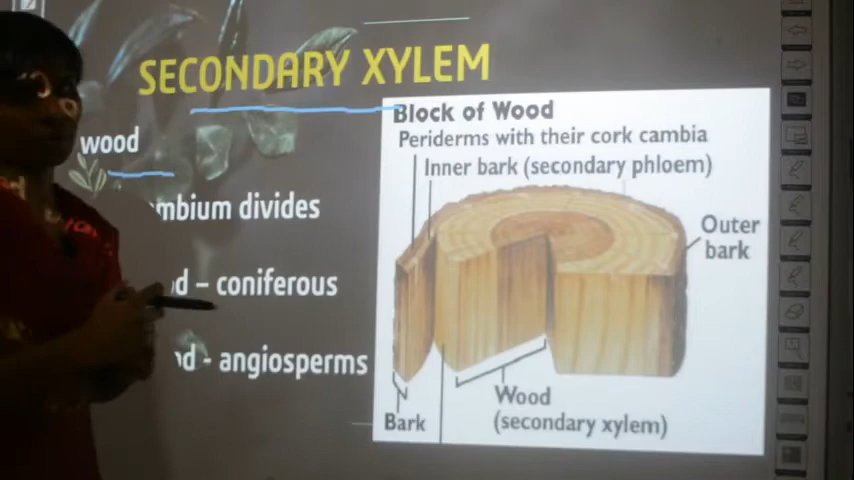 SECONDARY XYLEM
wood
mbium divides
d – coniferous
d - angiosperms
Block of Wood
Periderms with their cork cambia
Inner bark (secondary phloem)
Outer
bark
Wood
(secondary xylem)
Bark